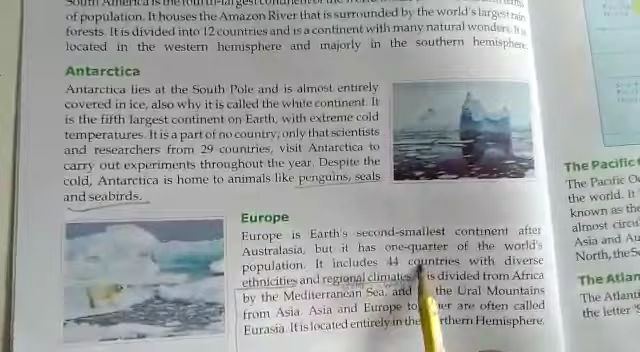 South America is the fourth-largest continent of the world
of population. It houses the Amazon River that is surrounded by the world's largest rain
forests. It is divided into 12 countries and is a continent with many natural wonders. It is
located in the western hemisphere and majorly in the southern hemisphere.
Antarctica
Antarctica lies at the South Pole and is almost entirely
covered in ice, also why it is called the white continent. It
is the fifth largest continent on Earth, with extreme cold
temperatures. It is a part of no country; only that scientists
and researchers from 29 countries, visit Antarctica to
carry out experiments throughout the year. Despite the
cold, Antarctica is home to animals like penguins, seals
and seabirds.
Europe
Europe is Earth's second-smallest continent after
Australasia, but it has one-quarter of the world's
population. It includes 44 countries with diverse
ethnicities and regional climates. is divided from Africa
by the Mediterranean Sea, and the Ural Mountains
from Asia. Asia and Europe are often called
Eurasia. It is located entirely in the Hemisphere.
The Pacific
The Pacific
the world. It
known as the
almost
Asia and
North, the
The
The
the letter